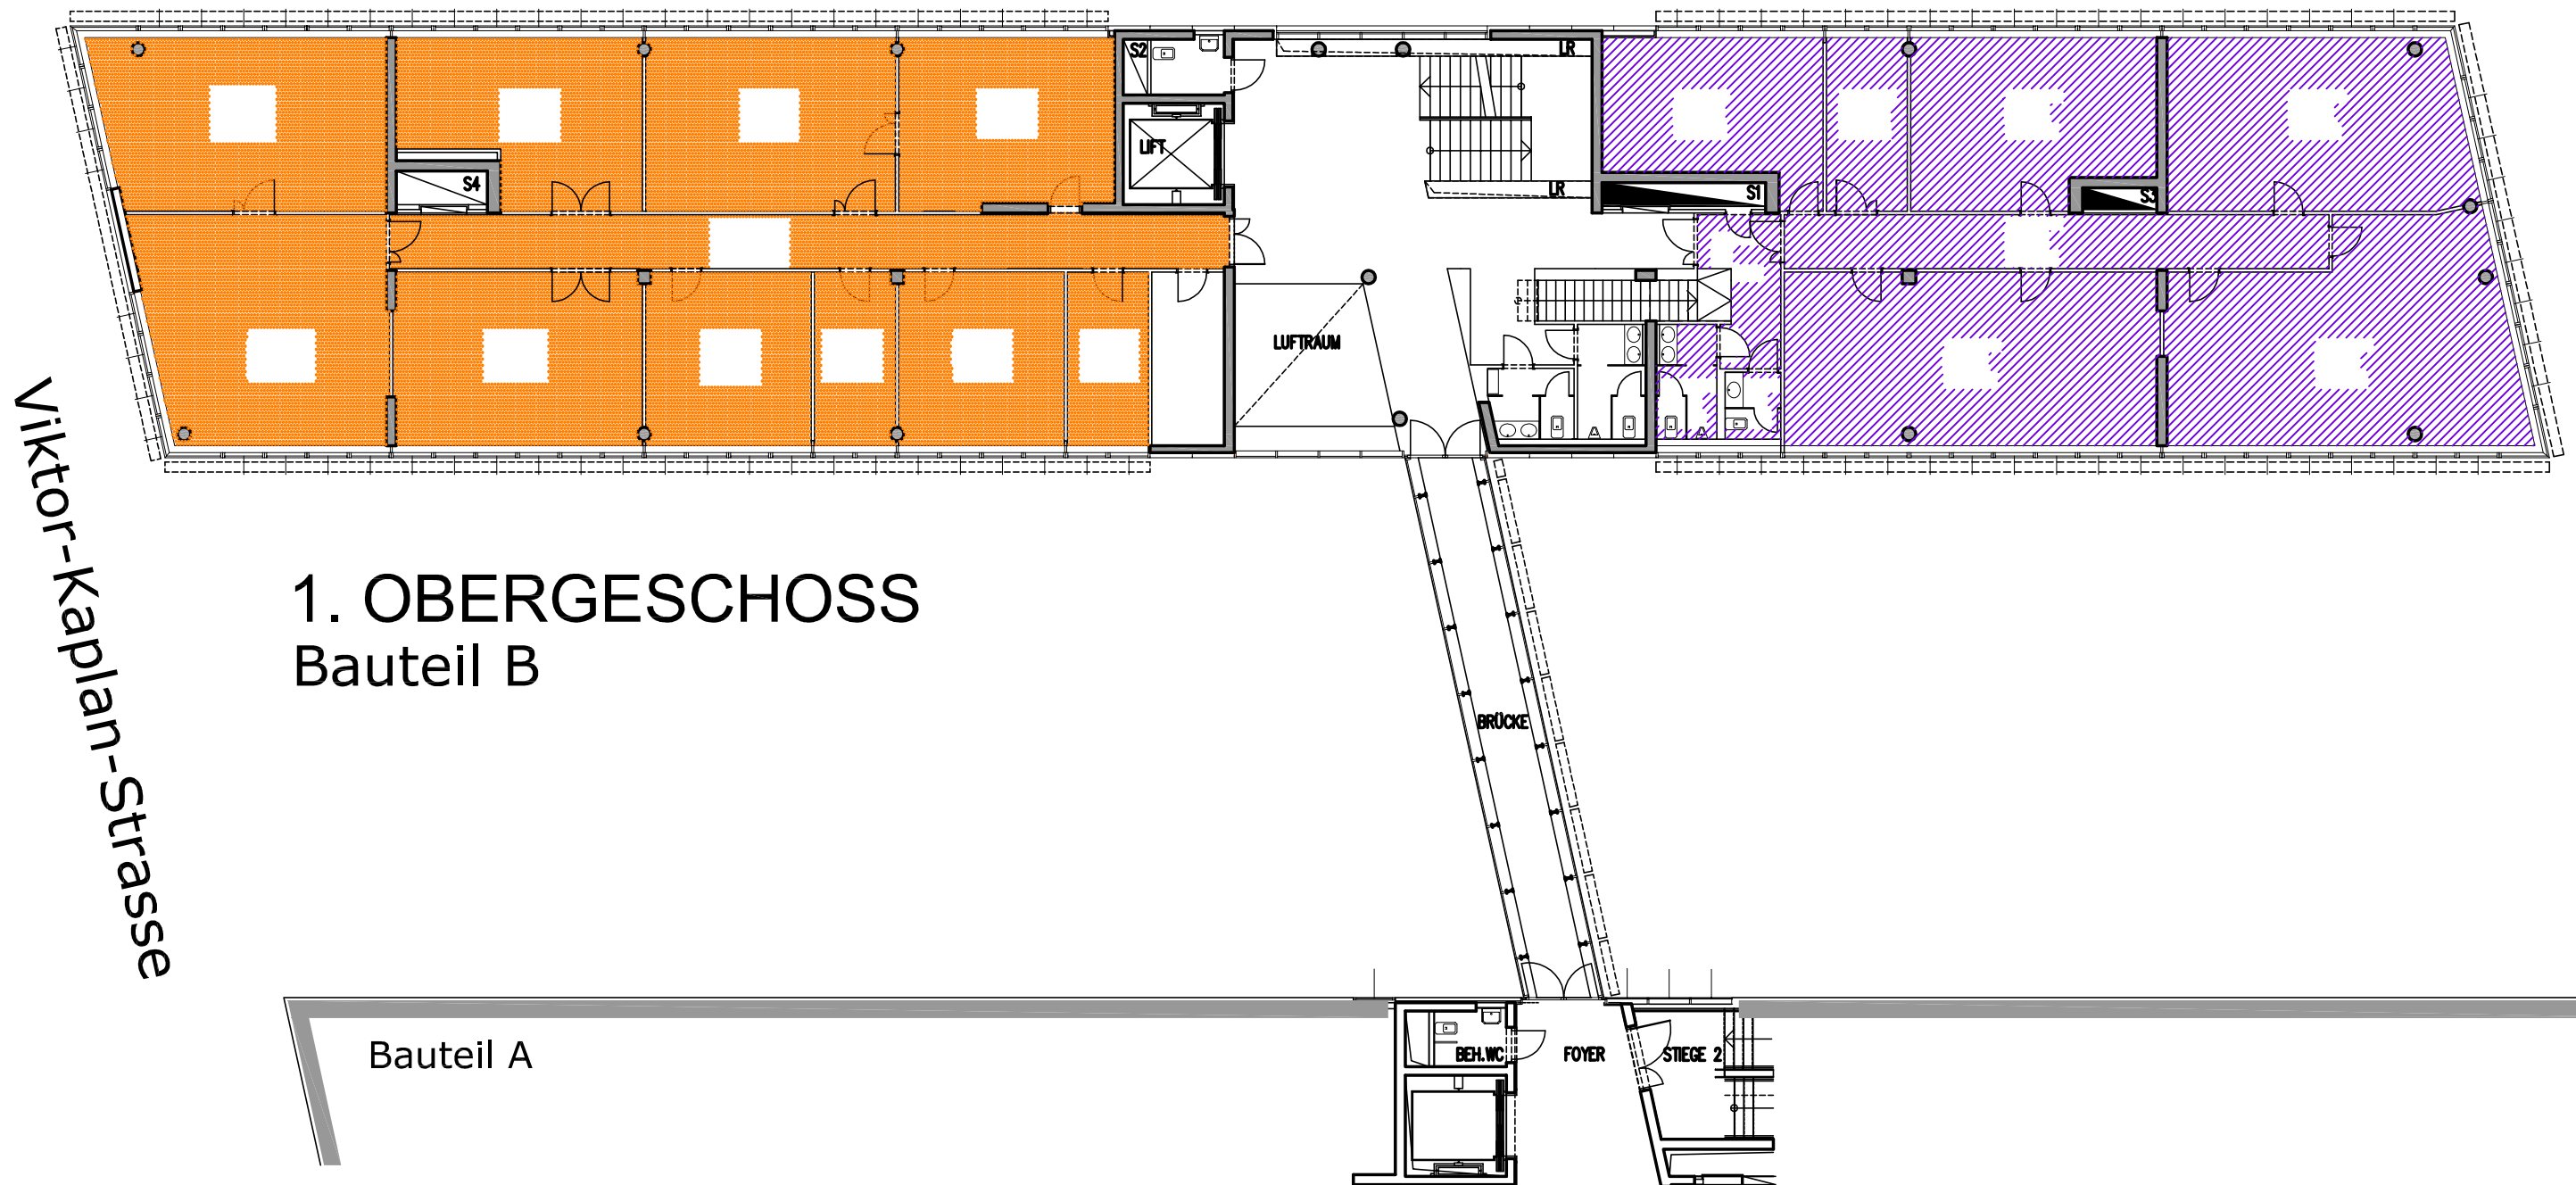 S2
LR
LIFT
S4
LR
S1
S3
LUFTRAUM
Viktor-Kaplan-Strasse
1. OBERGESCHOSS
Bauteil B
BRÜCKE
Bauteil A
BEH.WC
FOYER
STIEGE 2